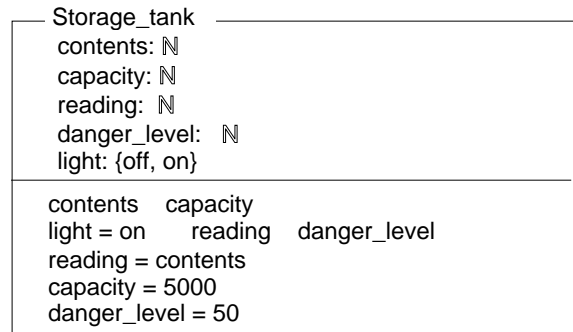 Storage_tank
contents: ℕ
capacity: ℕ
reading: ℕ
danger_level: ℕ
light: {off, on}
contents capacity
light = on reading danger_level
reading = contents
capacity = 5000
danger_level = 50